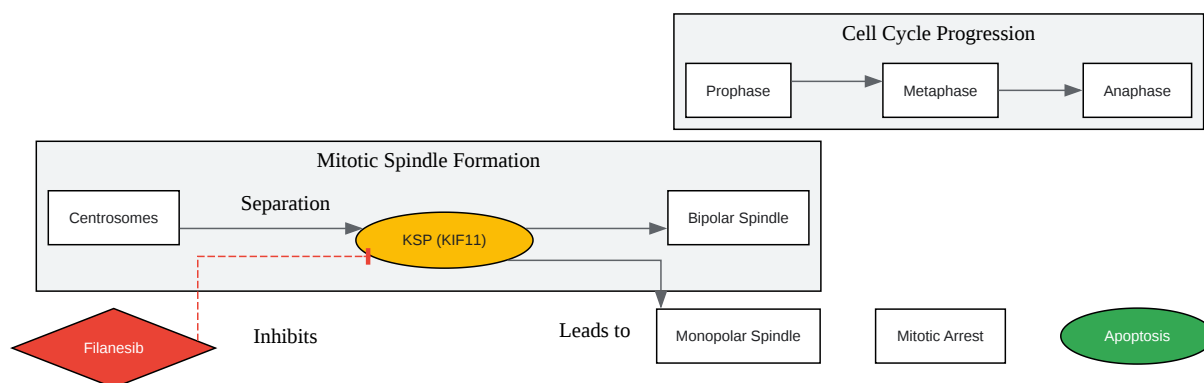 Cell Cycle Progression
Prophase
Metaphase
Anaphase
Mitotic Spindle Formation
Centrosomes
Separation
KSP (KIF11)
Bipolar Spindle
Filanesib
Inhibits
Leads to
Monopolar Spindle
Mitotic Arrest
Apoptosis